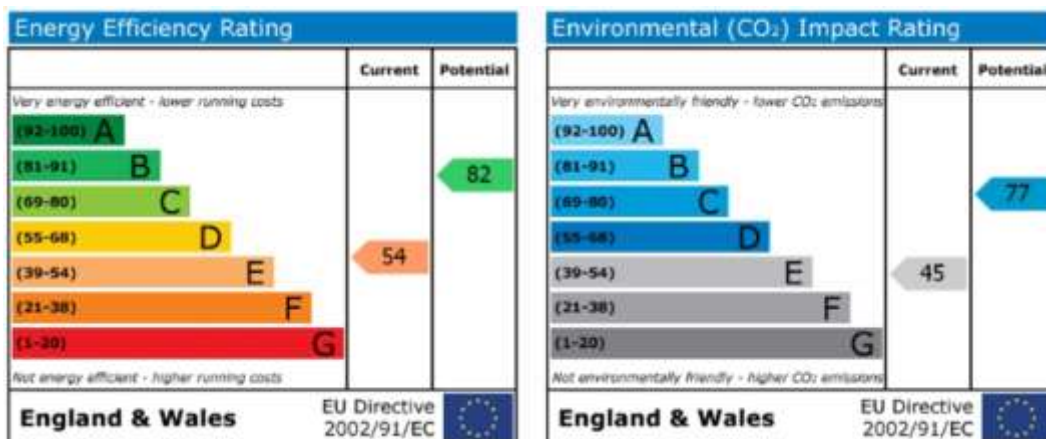 Energy Efficiency Rating
Current Potential
Very energy efficient - lower running costs
(92-100) A
(81-91) B
82
(69-80) C
(55-68) D
54
(39-54) E
(21-38) F
(1-20) G
Not energy efficient - higher running costs
England & Wales
EU Directive
2002/91/EC
Environmental (CO₂) Impact Rating
Current Potential
Very environmentally friendly - lower CO₂ emissions
(92-100) A
(81-91) B
77
(69-80) C
(55-68) D
(39-54) E
45
(21-38) F
(1-20) G
Not environmentally friendly - higher CO₂ emissions
England & Wales
EU Directive
2002/91/EC